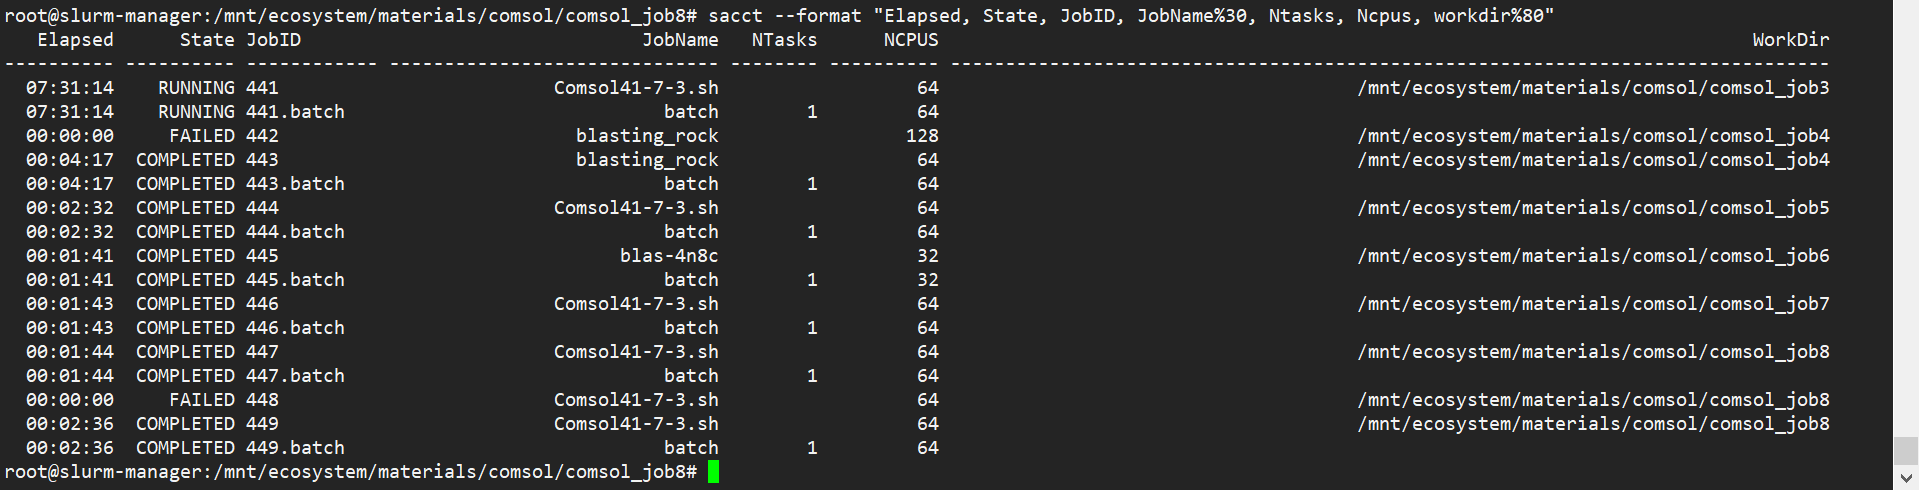 root@slurm-manager:/mnt/ecosystem/materials/comsol/comsol_job8# sacct --format "Elapsed, State, JobID, JobName%30, Ntasks, Ncpus, workdir%80"
Elapsed State JobID JobName NTasks NCPUS WorkDir
---------- ---------- ------------ ------------------------------ -------- ---------- --------------------------------------------------------------------------------
07:31:14 RUNNING 441 Comsol41-7-3.sh 64 /mnt/ecosystem/materials/comsol/comsol_job3
07:31:14 RUNNING 441.batch batch 1 64
00:00:00 FAILED 442 blasting_rock 128 /mnt/ecosystem/materials/comsol/comsol_job4
00:04:17 COMPLETED 443 blasting_rock 64 /mnt/ecosystem/materials/comsol/comsol_job4
00:04:17 COMPLETED 443.batch batch 1 64
00:02:32 COMPLETED 444 Comsol41-7-3.sh 64 /mnt/ecosystem/materials/comsol/comsol_job5
00:02:32 COMPLETED 444.batch batch 1 64
00:01:41 COMPLETED 445 blas-4n8c 32 /mnt/ecosystem/materials/comsol/comsol_job6
00:01:41 COMPLETED 445.batch batch 1 32
00:01:43 COMPLETED 446 Comsol41-7-3.sh 64 /mnt/ecosystem/materials/comsol/comsol_job7
00:01:43 COMPLETED 446.batch batch 1 64
00:01:44 COMPLETED 447 Comsol41-7-3.sh 64 /mnt/ecosystem/materials/comsol/comsol_job8
00:01:44 COMPLETED 447.batch batch 1 64
00:00:00 FAILED 448 Comsol41-7-3.sh 64 /mnt/ecosystem/materials/comsol/comsol_job8
00:02:36 COMPLETED 449 Comsol41-7-3.sh 64 /mnt/ecosystem/materials/comsol/comsol_job8
00:02:36 COMPLETED 449.batch batch 1 64
root@slurm-manager:/mnt/ecosystem/materials/comsol/comsol_job8#